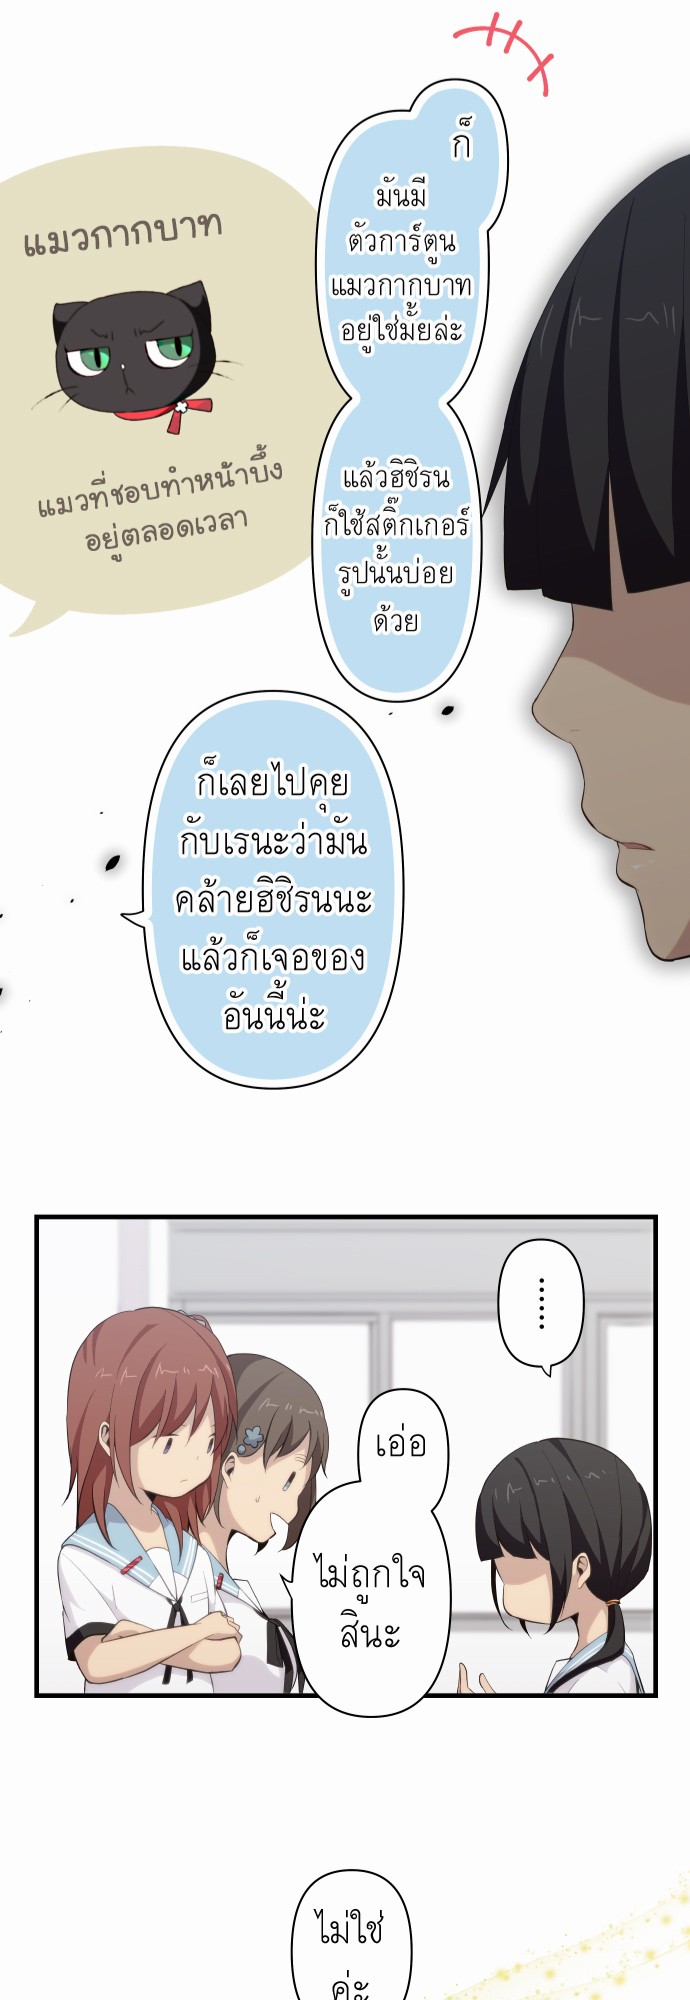 ก็
มันมี
ตัวการ์ตูน
แมวกากบาท
อยู่ใช่มั้ยล่ะ
แมวกากบาท
แมวที่ชอบทำหน้าบึ้ง
อยู่ตลอดเวลา
แล้วฮิชิรน
ก็ใช้สติ๊กเกอร์
รูปนั้นบ่อย
ด้วย
ก็เลยไปคุย
กับเรนะว่ามัน
คล้ายฮิชิรนนะ
แล้วก็เจอของ
อันนี้น่ะ
......
เอ่อ
ไม่ถูกใจ
สินะ
ไม่ใช่
ค่ะ